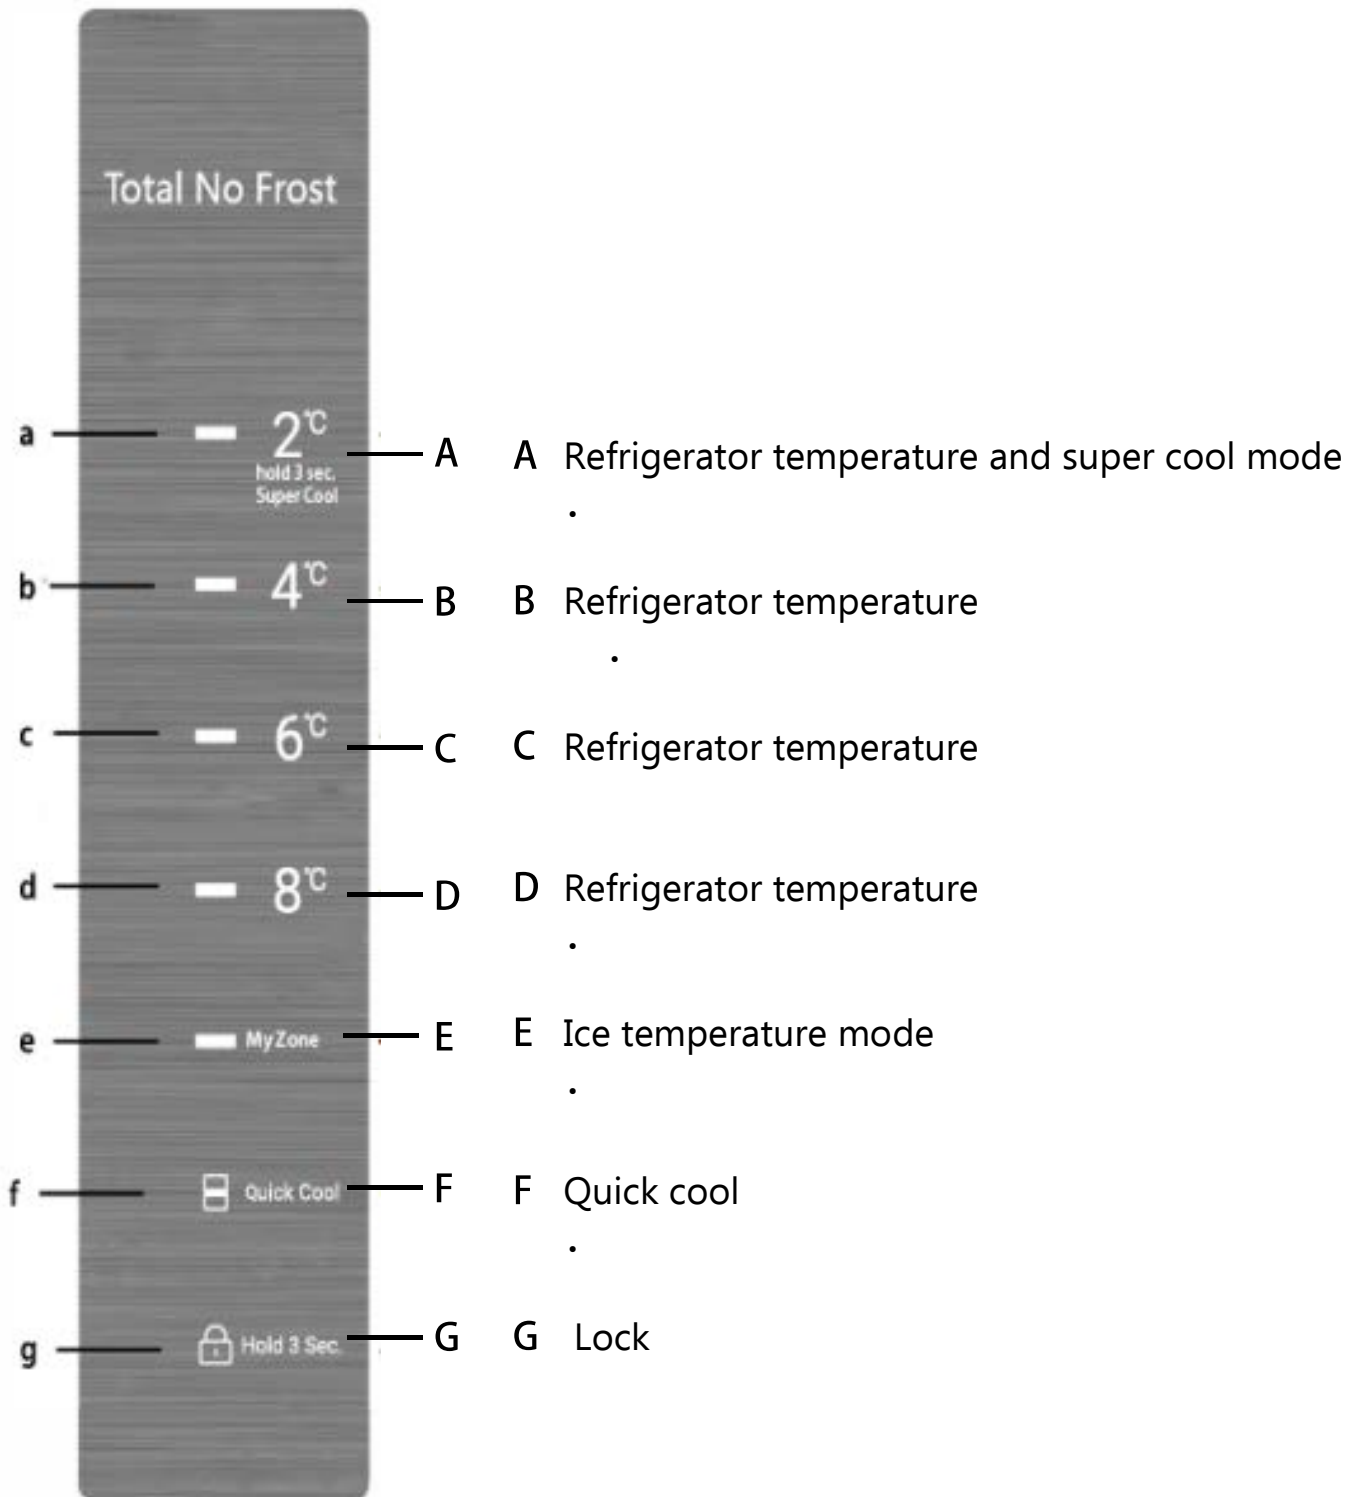 Total No Frost
a 2°C A A Refrigerator temperature and super cool mode
hold 3 sec.
Super Cool
.
b 4°C B B Refrigerator temperature
.
c 6°C C C Refrigerator temperature
d 8°C D D Refrigerator temperature
.
e MyZone E E Ice temperature mode
.
f Quick Cool F F Quick cool
.
g Hold 3 Sec. G G Lock